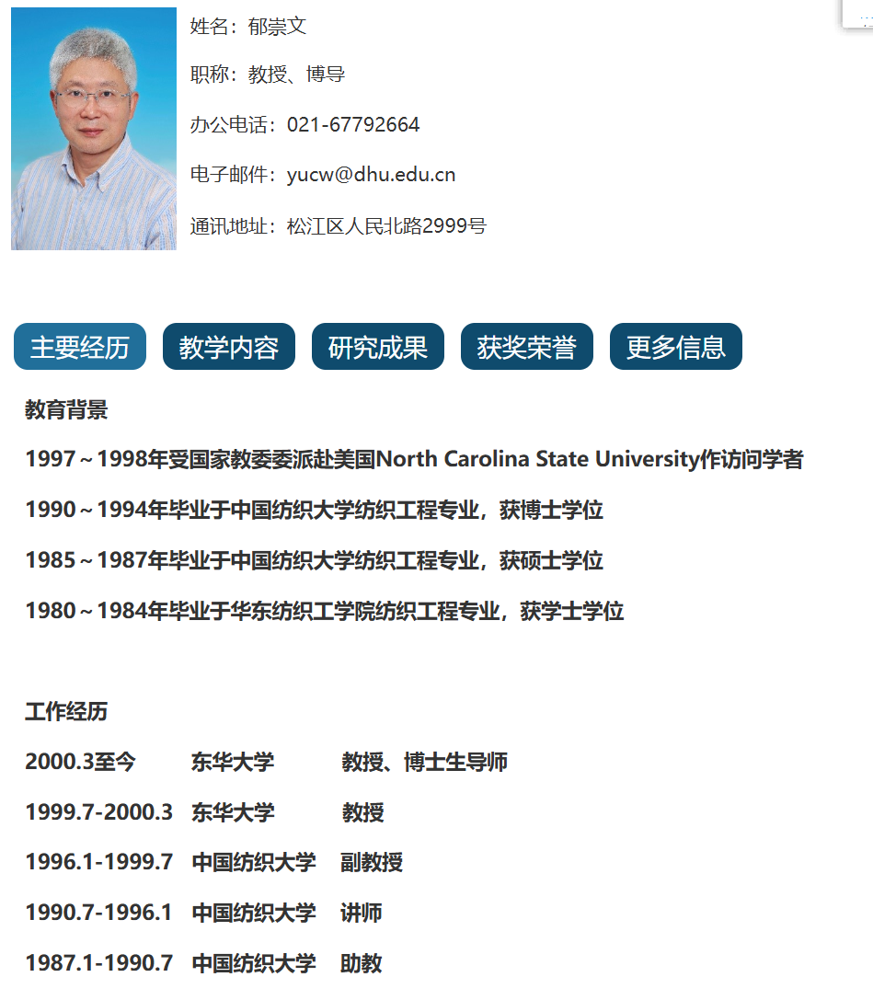 姓名：郁崇文
职称：教授、博导
办公电话：021-67792664
电子邮件：yucw@dhu.edu.cn
通讯地址：松江区人民北路2999号
主要经历 教学内容 研究成果 获奖荣誉 更多信息
教育背景
1997～1998年受国家教委委派赴美国North Carolina State University作访问学者
1990～1994年毕业于中国纺织大学纺织工程专业，获博士学位
1985～1987年毕业于中国纺织大学纺织工程专业，获硕士学位
1980～1984年毕业于华东纺织工学院纺织工程专业，获学士学位
工作经历
2000.3至今 东华大学 教授、博士生导师
1999.7-2000.3 东华大学 教授
1996.1-1999.7 中国纺织大学 副教授
1990.7-1996.1 中国纺织大学 讲师
1987.1-1990.7 中国纺织大学 助教